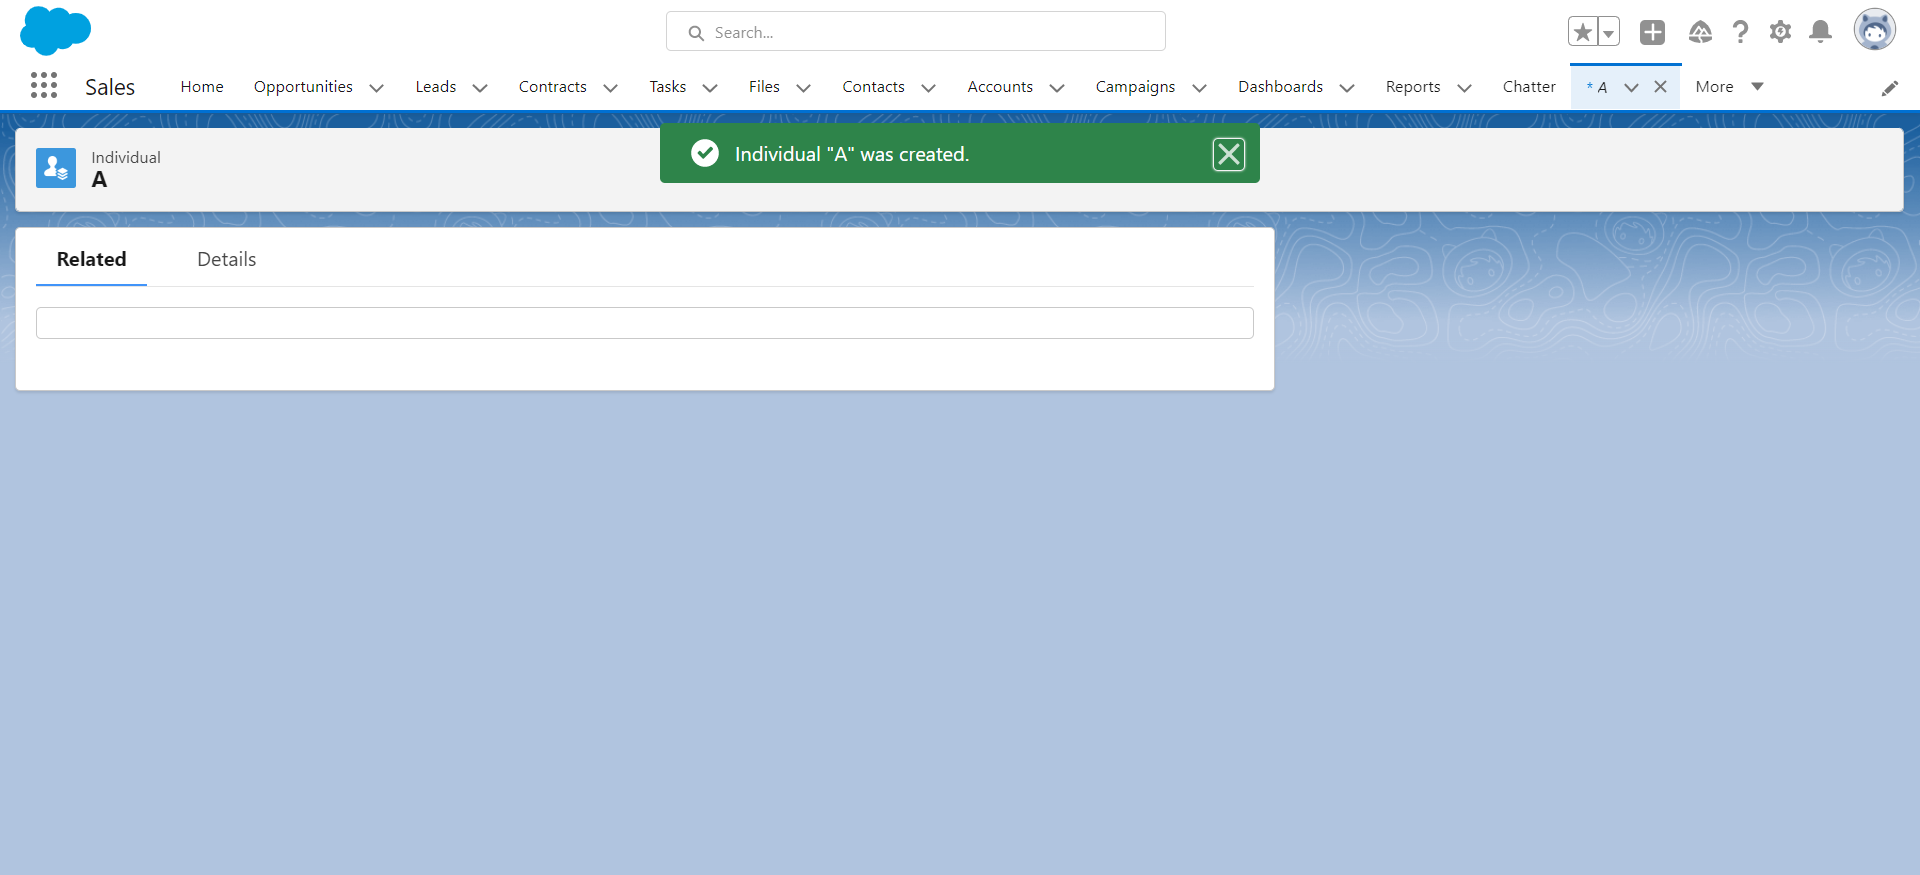 Search...
Sales
Home
Opportunities
Leads
Contracts
Tasks
Files
Contacts
Accounts
Campaigns
Dashboards
Reports
Chatter
* A
More
Individual
A
Individual "A" was created.
Related
Details